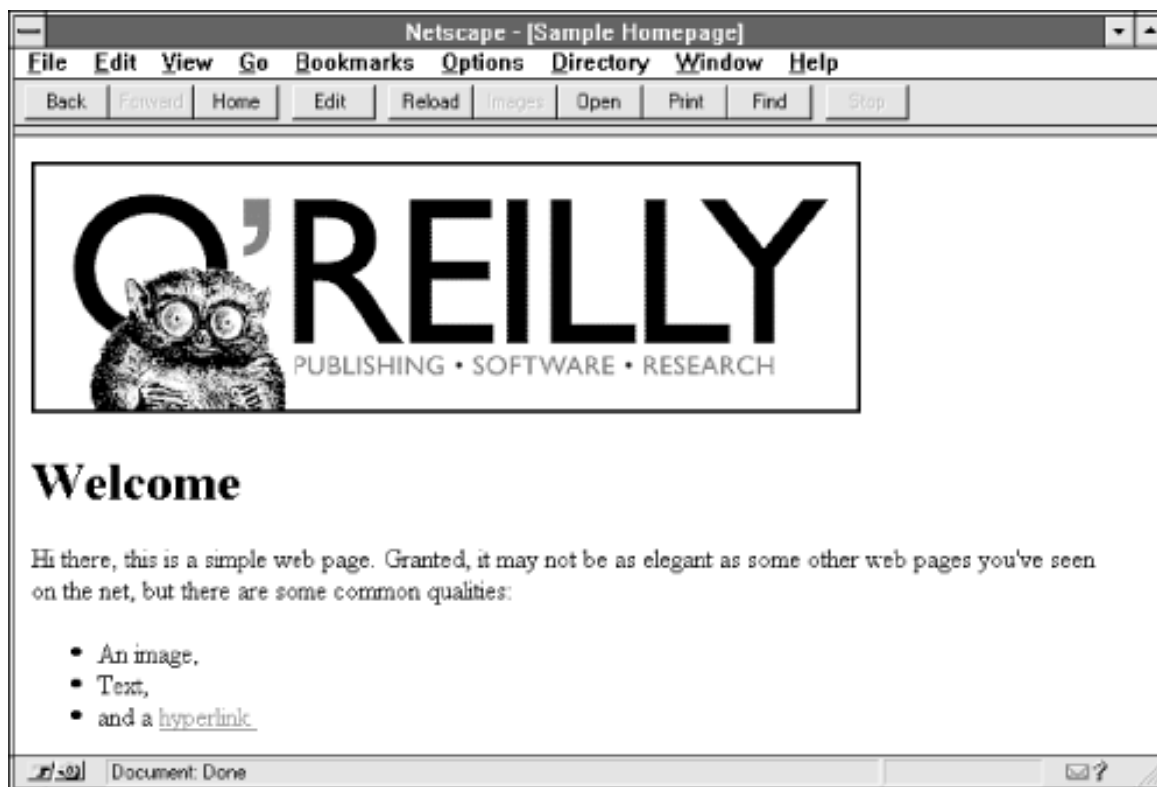 Netscape - [Sample Homepage]
File Edit View Go Bookmarks Options Directory Window Help
Back Forward Home Edit Reload Images Open Print Find Stop
O'REILLY
PUBLISHING • SOFTWARE • RESEARCH
Welcome
Hi there, this is a simple web page. Granted, it may not be as elegant as some other web pages you've seen
on the net, but there are some common qualities:
• An image,
• Text,
• and a hyperlink.
Document: Done
?